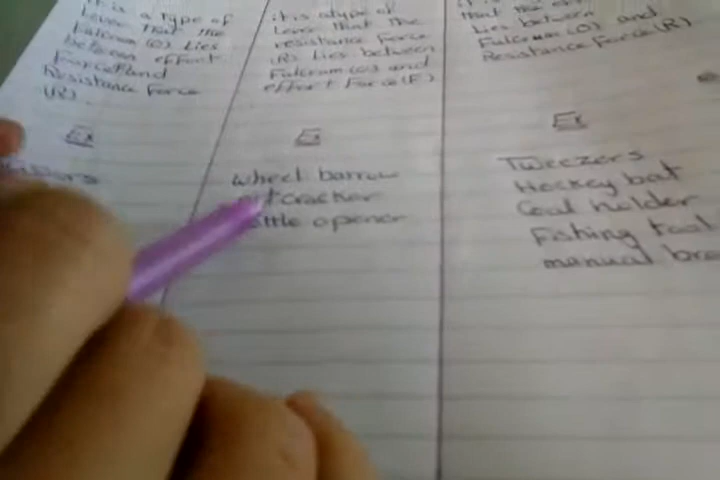 it is a type of
Lever That the
Fulcrum (O) Lies
between effort
Force(F) and
Resistance Force
(R).
Ex
it is a type of
Lever That The
resistance Force
(R) Lies between
Fulcrum (O) and
effort Force (F)
Ex
wheel barrow
cracker
opener
That the
Lies between
Fulcrum (O) and
Resistance Force (R)
Ex
Tweezers
Hockey bat
Coal holder
Fishing
manual